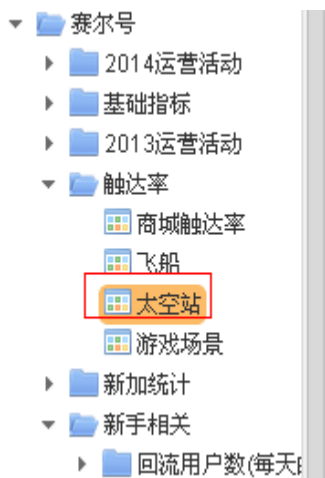 赛尔号
2014运营活动
基础指标
2013运营活动
触达率
商城触达率
飞船
太空站
游戏场景
新加统计
新手相关
回流用户数(每天